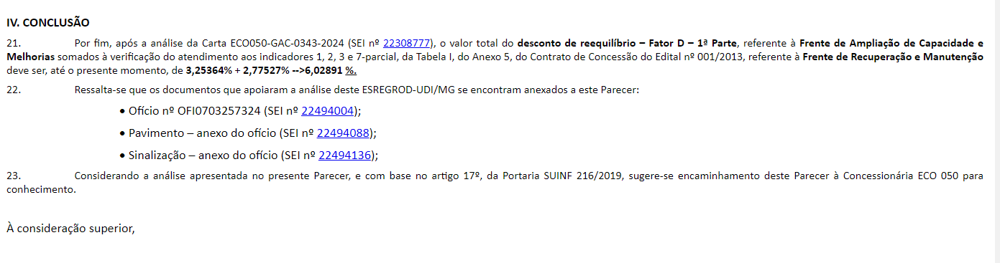 IV. CONCLUSÃO
21. Por fim, após a análise da Carta ECO050-GAC-0343-2024 (SEI nº 22308777), o valor total do desconto de reequilíbrio – Fator D – 1ª Parte, referente à Frente de Ampliação de Capacidade e
Melhorias somados à verificação do atendimento aos indicadores 1, 2, 3 e 7-parcial, da Tabela I, do Anexo 5, do Contrato de Concessão do Edital nº 001/2013, referente à Frente de Recuperação e Manutenção
deve ser, até o presente momento, de 3,25364% + 2,77527% -->6,02891 %.
22. Ressalta-se que os documentos que apoiaram a análise deste ESREGROD-UDI/MG se encontram anexados a este Parecer:
• Ofício nº OFI0703257324 (SEI nº 22494004);
• Pavimento – anexo do ofício (SEI nº 22494088);
• Sinalização – anexo do ofício (SEI nº 22494136);
23. Considerando a análise apresentada no presente Parecer, e com base no artigo 17º, da Portaria SUINF 216/2019, sugere-se encaminhamento deste Parecer à Concessionária ECO 050 para
conhecimento.
À consideração superior,